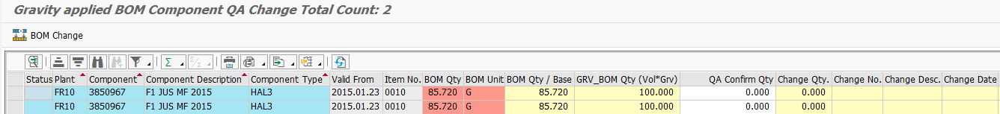 Gravity applied BOM Component QA Change Total Count: 2
BOM Change
Status Plant Component Component Description Component Type Valid From Item No. BOM Qty BOM Unit BOM Qty / Base GRV_BOM Qty (Vol*Grv) QA Confirm Qty Change Qty. Change No. Change Desc. Change Date
FR10 3850967 F1 JUS MF 2015 HAL3 2015.01.23 0010 85.720 G 85.720 100.000 0.000 0.000
FR10 3850967 F1 JUS MF 2015 HAL3 2015.01.23 0010 85.720 G 85.720 100.000 0.000 0.000